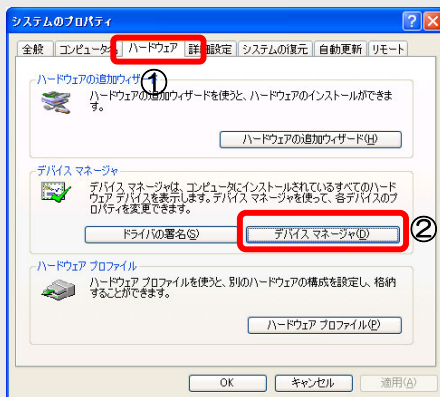 システムのプロパティ
全般 コンピュータ名 ハードウェア 詳細設定 システムの復元 自動更新 リモート
①
ハードウェアの追加ウィザード
ハードウェアの追加ウィザードを使うと、ハードウェアのインストールができま
す。
ハードウェアの追加ウィザード(H)
デバイス マネージャ
デバイス マネージャは、コンピュータにインストールされているすべてのハード
ウェア デバイスを表示します。デバイス マネージャを使って、各デバイスのプ
ロパティを変更できます。
ドライバの署名(S) デバイス マネージャ(D) ②
ハードウェア プロファイル
ハードウェア プロファイルを使うと、別のハードウェアの構成を設定し、格納
することができます。
ハードウェア プロファイル(P)
OK キャンセル 適用(A)